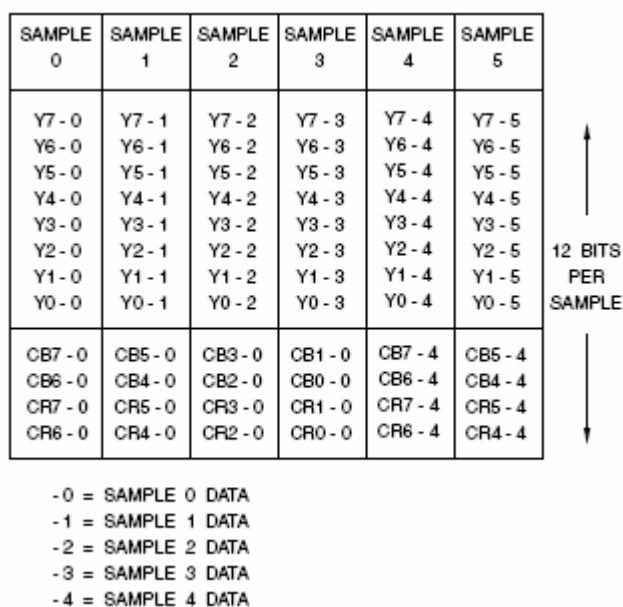 SAMPLE 0 SAMPLE 1 SAMPLE 2 SAMPLE 3 SAMPLE 4 SAMPLE 5
Y7 - 0 Y7 - 1 Y7 - 2 Y7 - 3 Y7 - 4 Y7 - 5
Y6 - 0 Y6 - 1 Y6 - 2 Y6 - 3 Y6 - 4 Y6 - 5
Y5 - 0 Y5 - 1 Y5 - 2 Y5 - 3 Y5 - 4 Y5 - 5
Y4 - 0 Y4 - 1 Y4 - 2 Y4 - 3 Y4 - 4 Y4 - 5
Y3 - 0 Y3 - 1 Y3 - 2 Y3 - 3 Y3 - 4 Y3 - 5
Y2 - 0 Y2 - 1 Y2 - 2 Y2 - 3 Y2 - 4 Y2 - 5
Y1 - 0 Y1 - 1 Y1 - 2 Y1 - 3 Y1 - 4 Y1 - 5
Y0 - 0 Y0 - 1 Y0 - 2 Y0 - 3 Y0 - 4 Y0 - 5
CB7 - 0 CB5 - 0 CB3 - 0 CB1 - 0 CB7 - 4 CB5 - 4
CB6 - 0 CB4 - 0 CB2 - 0 CB0 - 0 CB6 - 4 CB4 - 4
CR7 - 0 CR5 - 0 CR3 - 0 CR1 - 0 CR7 - 4 CR5 - 4
CR6 - 0 CR4 - 0 CR2 - 0 CR0 - 0 CR6 - 4 CR4 - 4
12 BITS
PER
SAMPLE
- 0 = SAMPLE 0 DATA
- 1 = SAMPLE 1 DATA
- 2 = SAMPLE 2 DATA
- 3 = SAMPLE 3 DATA
- 4 = SAMPLE 4 DATA